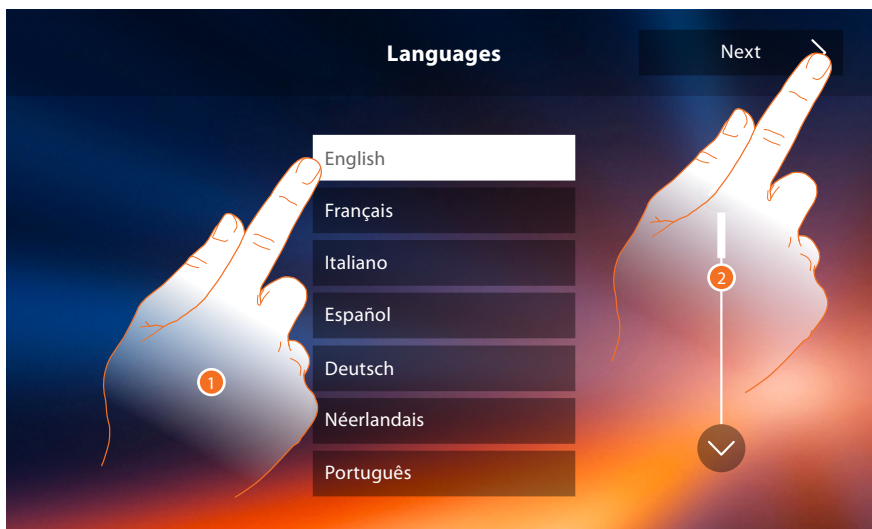 Languages
Next
English
Français
Italiano
Español
Deutsch
Néerlandais
Português
1
2